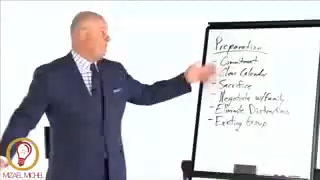 Preparation
- Commitment
- Clear Calendar
- Sacrifice
- Negotiate w/Family
- Eliminate Distractions
- Existing Group
MIZAEL MICHEL